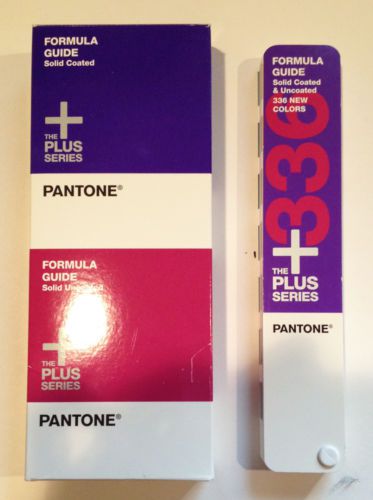 FORMULA
GUIDE
Solid Coated
THE
PLUS
SERIES
PANTONE®
FORMULA
GUIDE
Solid Uncoated
THE
PLUS
SERIES
PANTONE®
FORMULA
GUIDE
Solid Coated
& Uncoated
336 NEW
COLORS
336
THE
PLUS
SERIES
PANTONE®